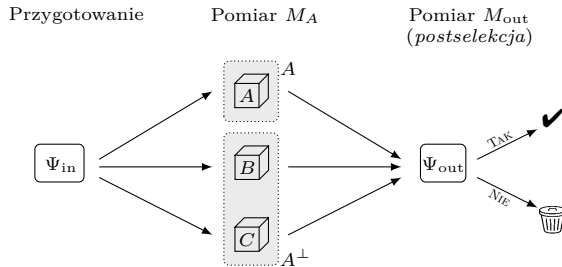 Przygotowanie
Pomiar M_A
Pomiar M_out
(postselekcja)
A
A
Ψ_in
B
Ψ_out
TAK
NIE
C
A^⊥